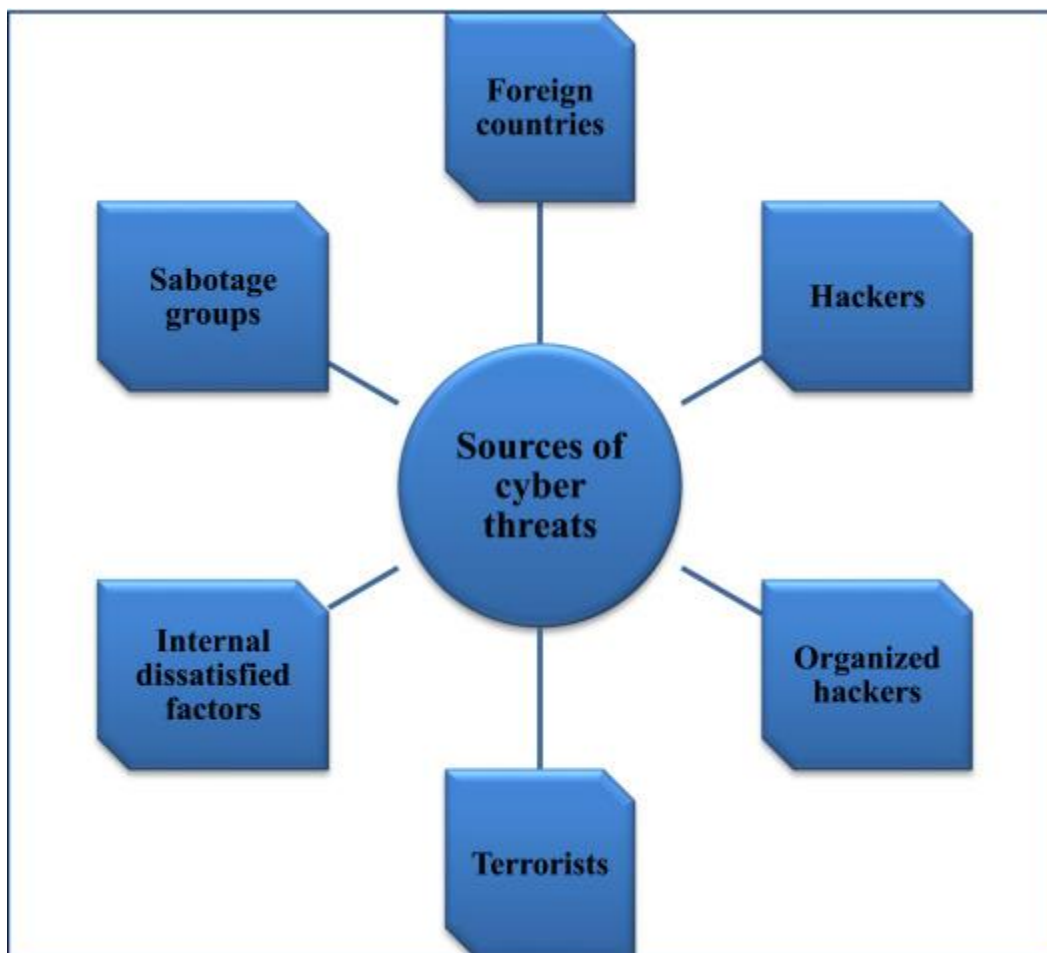 Foreign
countries
Sabotage
groups
Hackers
Sources of
cyber
threats
Internal
dissatisfied
factors
Organized
hackers
Terrorists